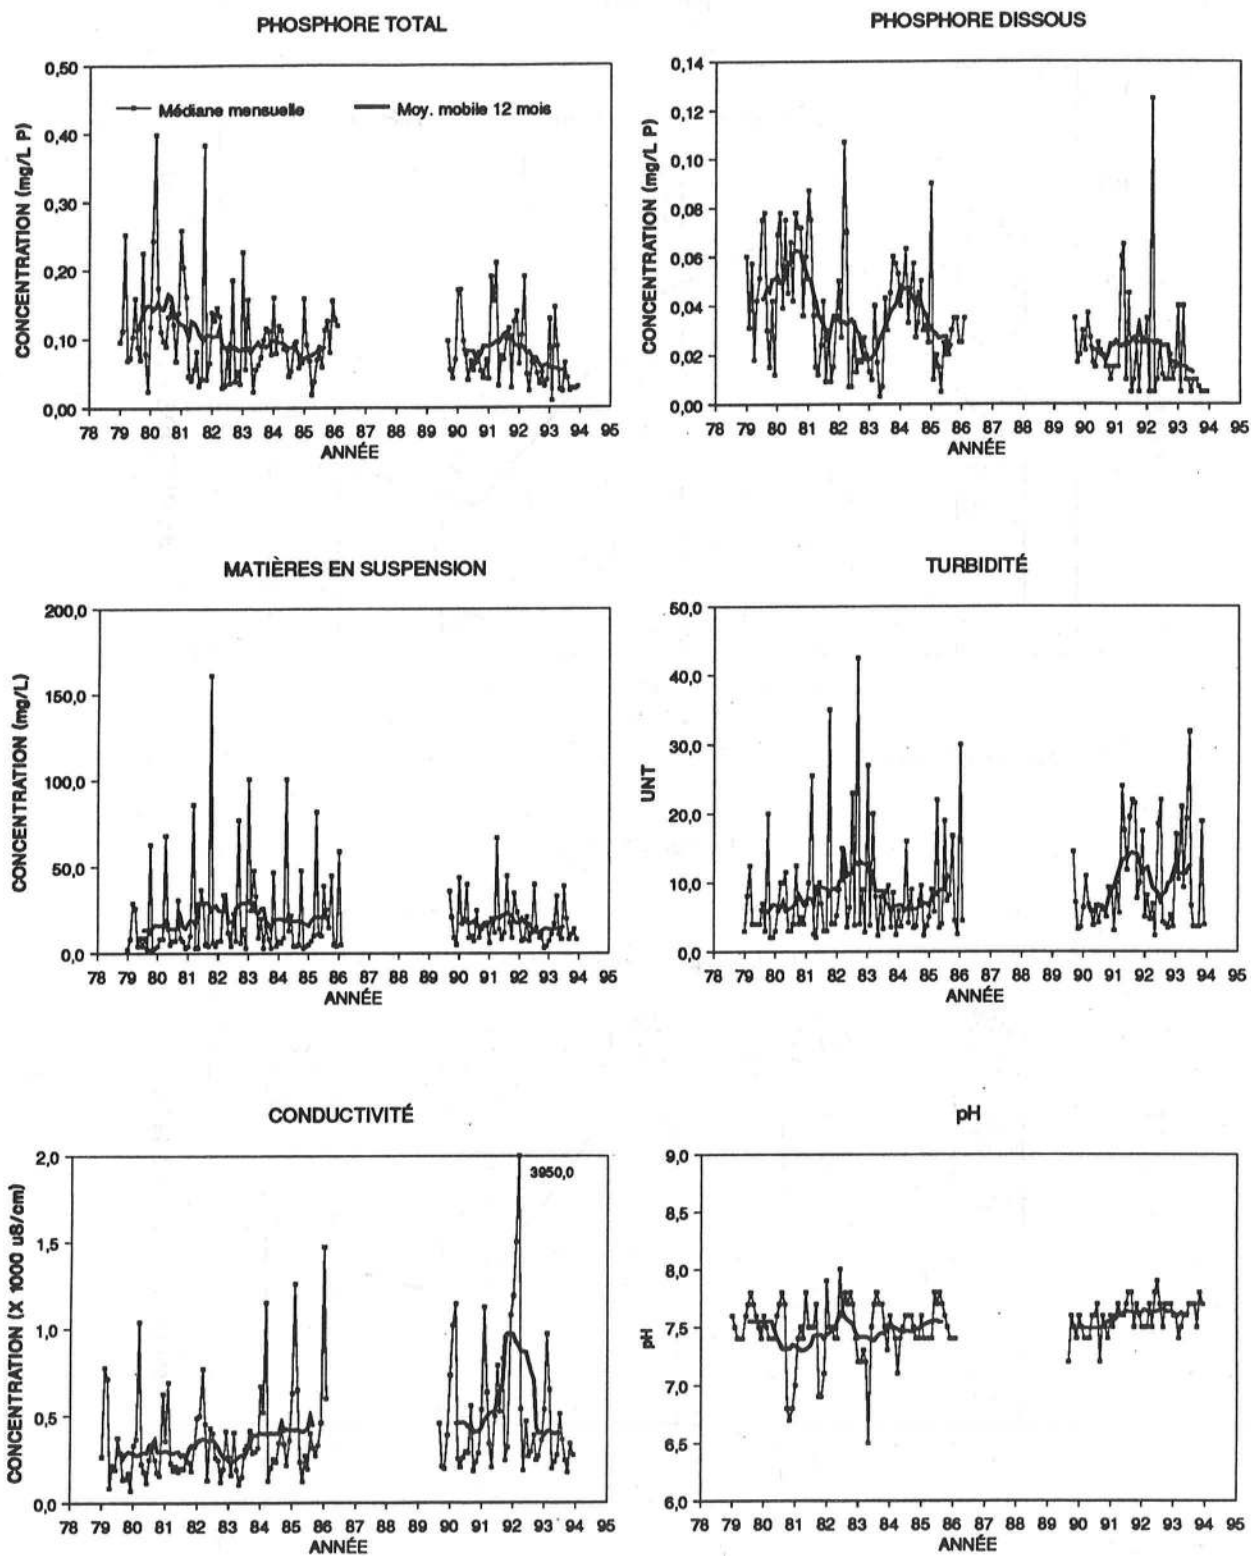 PHOSPHORE TOTAL
CONCENTRATION (mg/L P)
0,50
0,40
0,30
0,20
0,10
0,00
Médiane mensuelle
Moy. mobile 12 mois
78 79 80 81 82 83 84 85 86 87 88 89 90 91 92 93 94 95
ANNÉE
PHOSPHORE DISSOUS
CONCENTRATION (mg/L P)
0,14
0,12
0,10
0,08
0,06
0,04
0,02
0,00
78 79 80 81 82 83 84 85 86 87 88 89 90 91 92 93 94 95
ANNÉE
MATIÈRES EN SUSPENSION
CONCENTRATION (mg/L)
200,0
150,0
100,0
50,0
0,0
78 79 80 81 82 83 84 85 86 87 88 89 90 91 92 93 94 95
ANNÉE
TURBIDITÉ
UNT
50,0
40,0
30,0
20,0
10,0
0,0
78 79 80 81 82 83 84 85 86 87 88 89 90 91 92 93 94 95
ANNÉE
CONDUCTIVITÉ
CONCENTRATION (X 1000 uS/cm)
2,0
1,5
1,0
0,5
0,0
3950,0
78 79 80 81 82 83 84 85 86 87 88 89 90 91 92 93 94 95
ANNÉE
pH
pH
9,0
8,5
8,0
7,5
7,0
6,5
6,0
78 79 80 81 82 83 84 85 86 87 88 89 90 91 92 93 94 95
ANNÉE